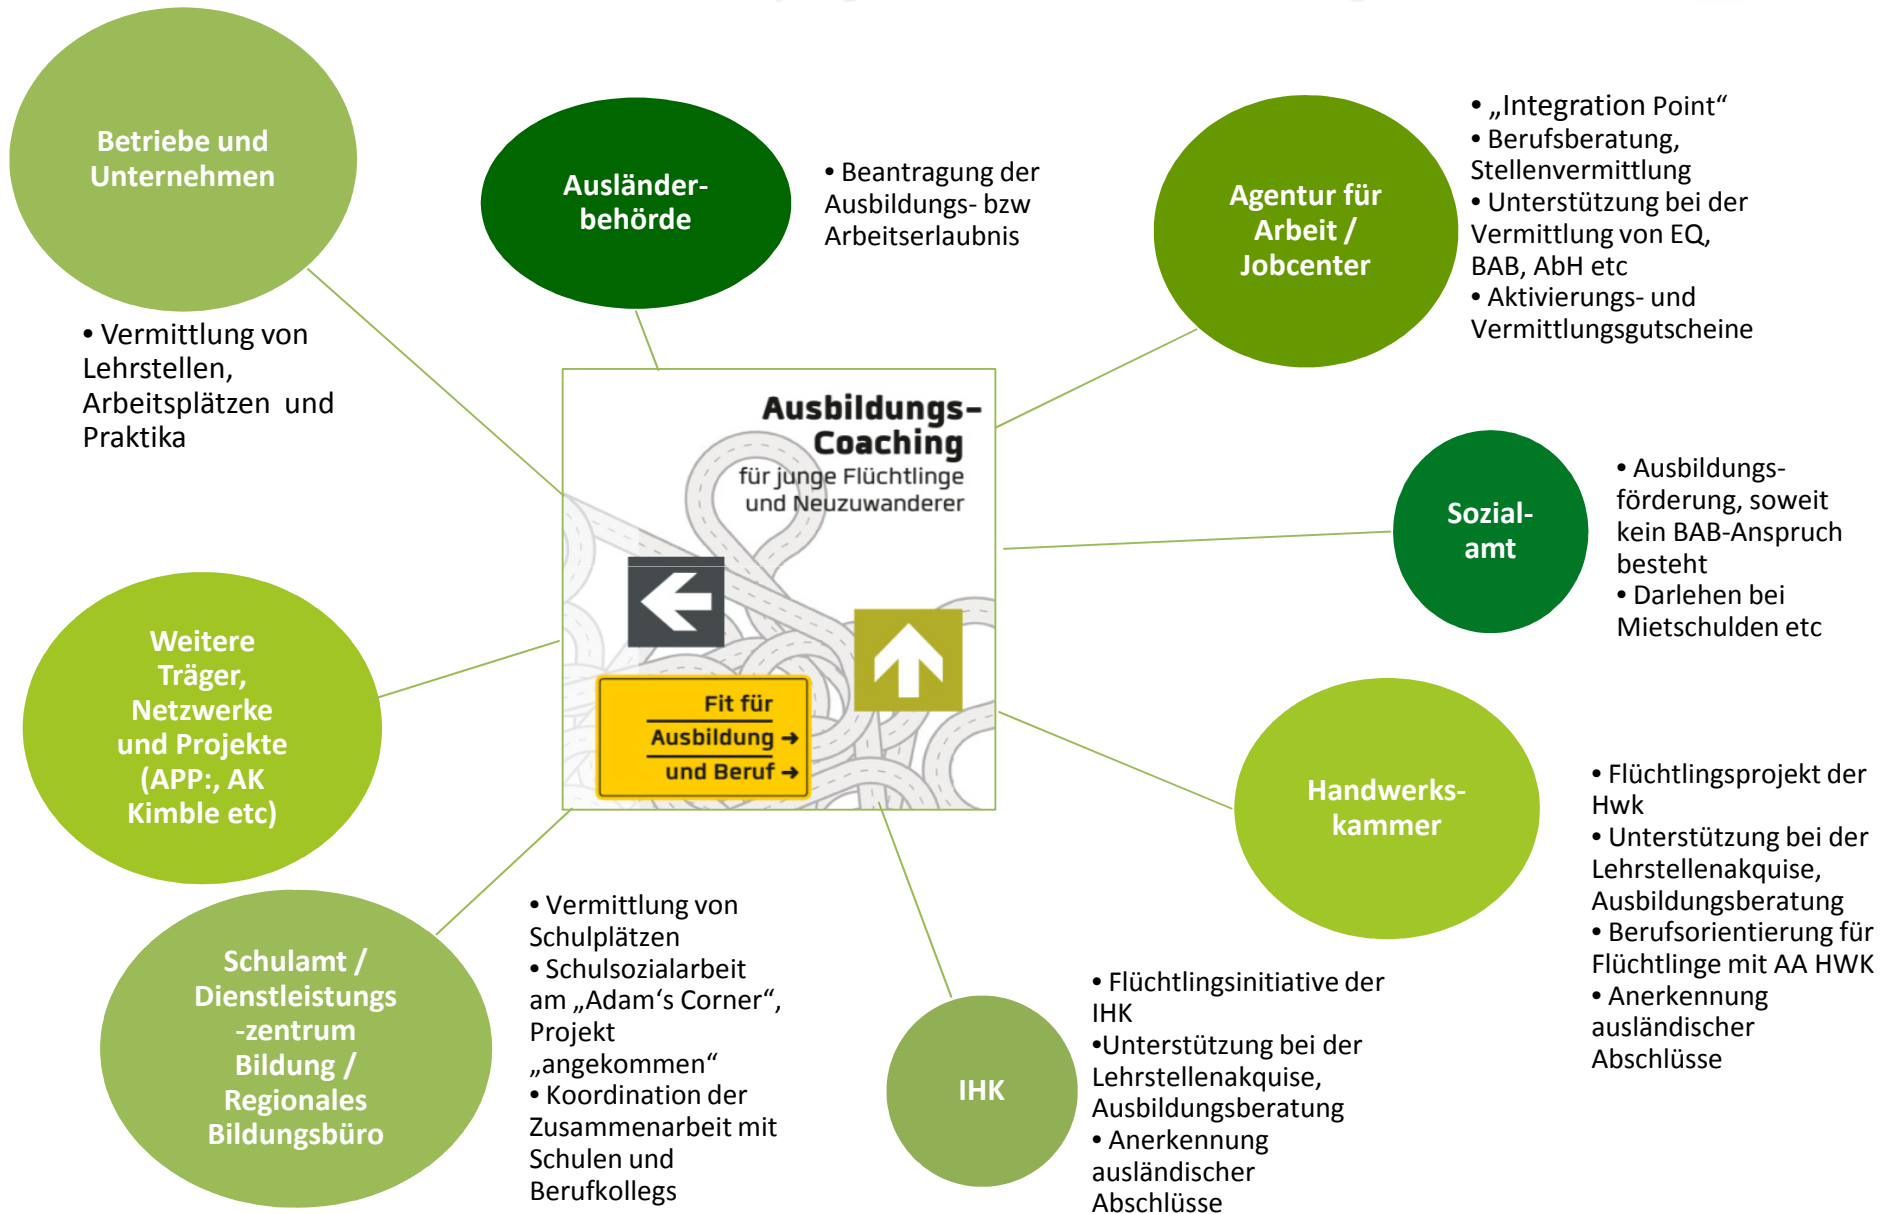 Betriebe und
Unternehmen
• Vermittlung von
Lehrstellen,
Arbeitsplätzen und
Praktika
Ausländer-
behörde
• Beantragung der
Ausbildungs- bzw
Arbeitserlaubnis
Agentur für
Arbeit /
Jobcenter
• „Integration Point“
• Berufsberatung,
Stellenvermittlung
• Unterstützung bei der
Vermittlung von EQ,
BAB, AbH etc
• Aktivierungs- und
Vermittlungsgutscheine
Ausbildungs-
Coaching
für junge Flüchtlinge
und Neuzuwanderer
Fit für
Ausbildung →
und Beruf →
Sozial-
amt
• Ausbildungs-
förderung, soweit
kein BAB-Anspruch
besteht
• Darlehen bei
Mietschulden etc
Weitere
Träger,
Netzwerke
und Projekte
(APP:, AK
Kimble etc)
Handwerks-
kammer
• Flüchtlingsprojekt der
Hwk
• Unterstützung bei der
Lehrstellenakquise,
Ausbildungsberatung
• Berufsorientierung für
Flüchtlinge mit AA HWK
• Anerkennung
ausländischer
Abschlüsse
Schulamt /
Dienstleistungs
-zentrum
Bildung /
Regionales
Bildungsbüro
• Vermittlung von
Schulplätzen
• Schulsozialarbeit
am „Adam‘s Corner“,
Projekt
„angekommen“
• Koordination der
Zusammenarbeit mit
Schulen und
Berufkollegs
IHK
• Flüchtlingsinitiative der
IHK
•Unterstützung bei der
Lehrstellenakquise,
Ausbildungsberatung
• Anerkennung
ausländischer
Abschlüsse